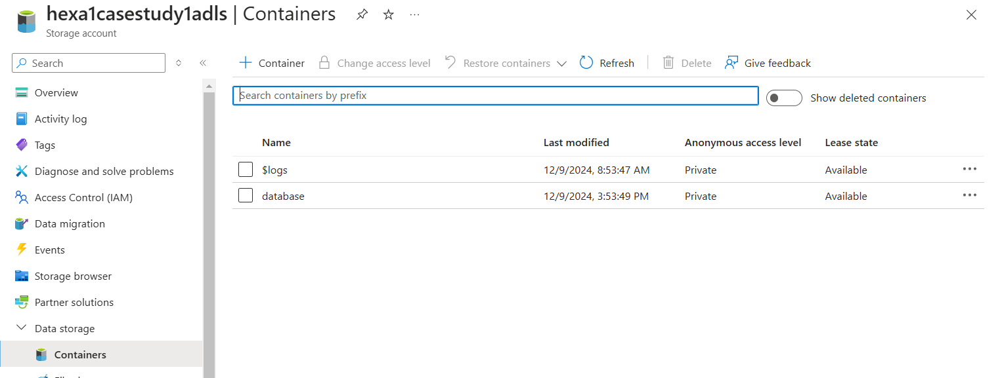 hexa1casestudy1adls | Containers
Storage account
Search
Container
Change access level
Restore containers
Refresh
Delete
Give feedback
Overview
Activity log
Tags
Diagnose and solve problems
Access Control (IAM)
Data migration
Events
Storage browser
Partner solutions
Data storage
Containers
Search containers by prefix
Show deleted containers
Name Last modified Anonymous access level Lease state
$logs 12/9/2024, 8:53:47 AM Private Available
database 12/9/2024, 3:53:49 PM Private Available